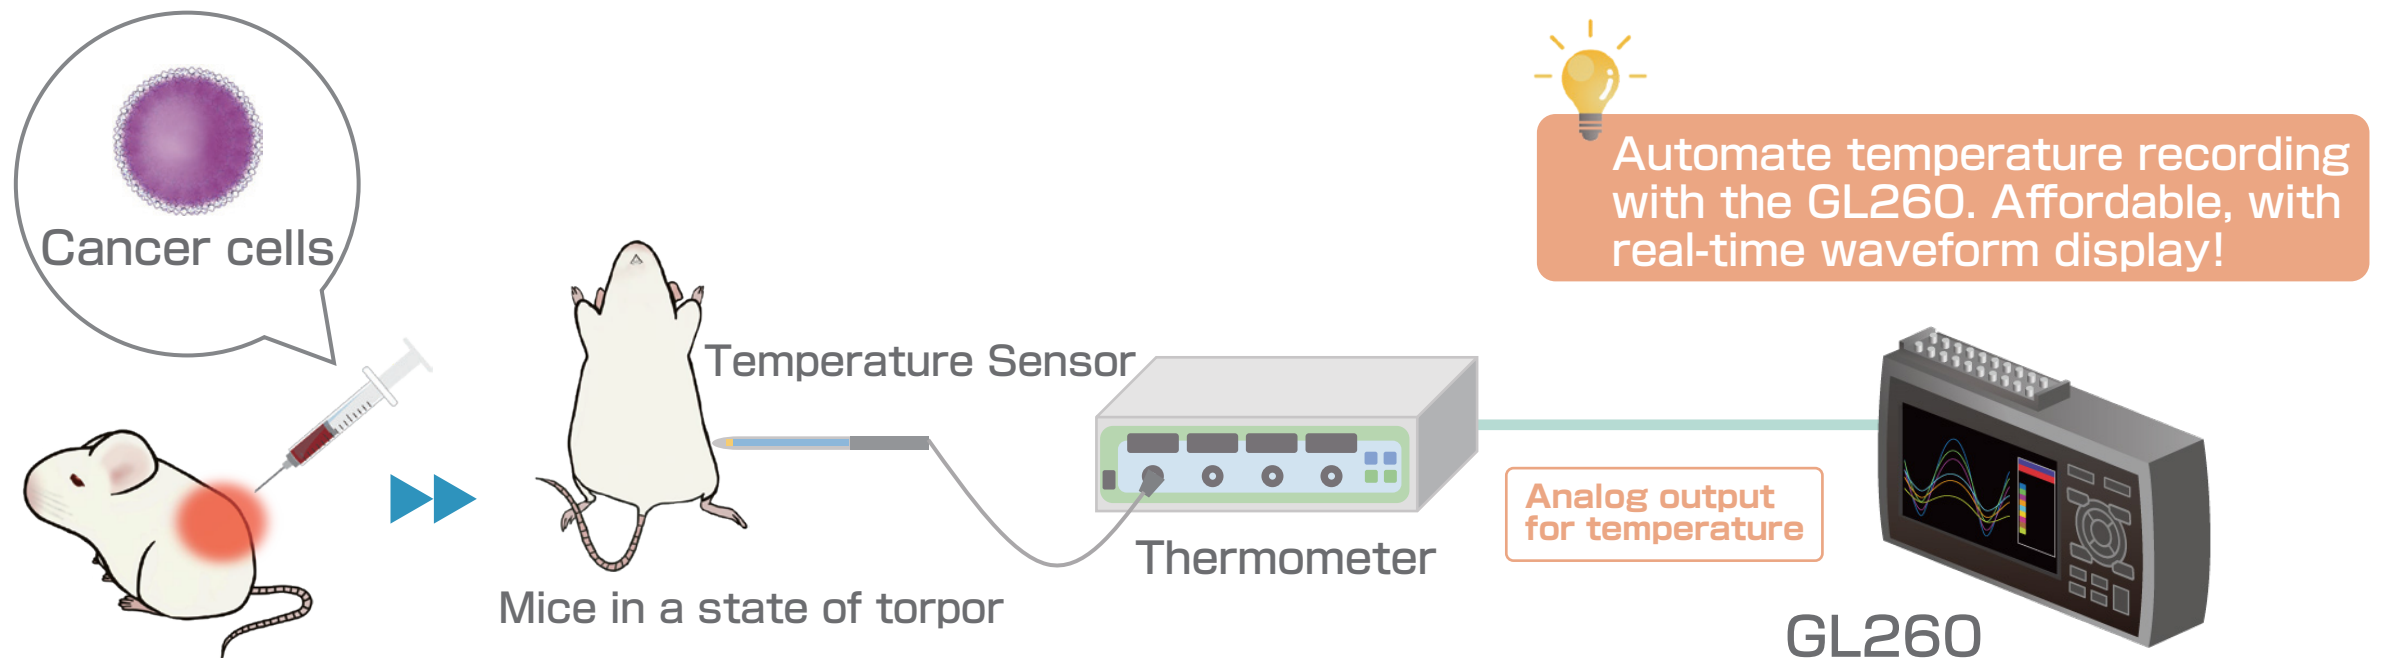 Cancer cells
Automate temperature recording
with the GL260. Affordable, with
real-time waveform display!
Temperature Sensor
Analog output
for temperature
Thermometer
Mice in a state of torpor
GL260